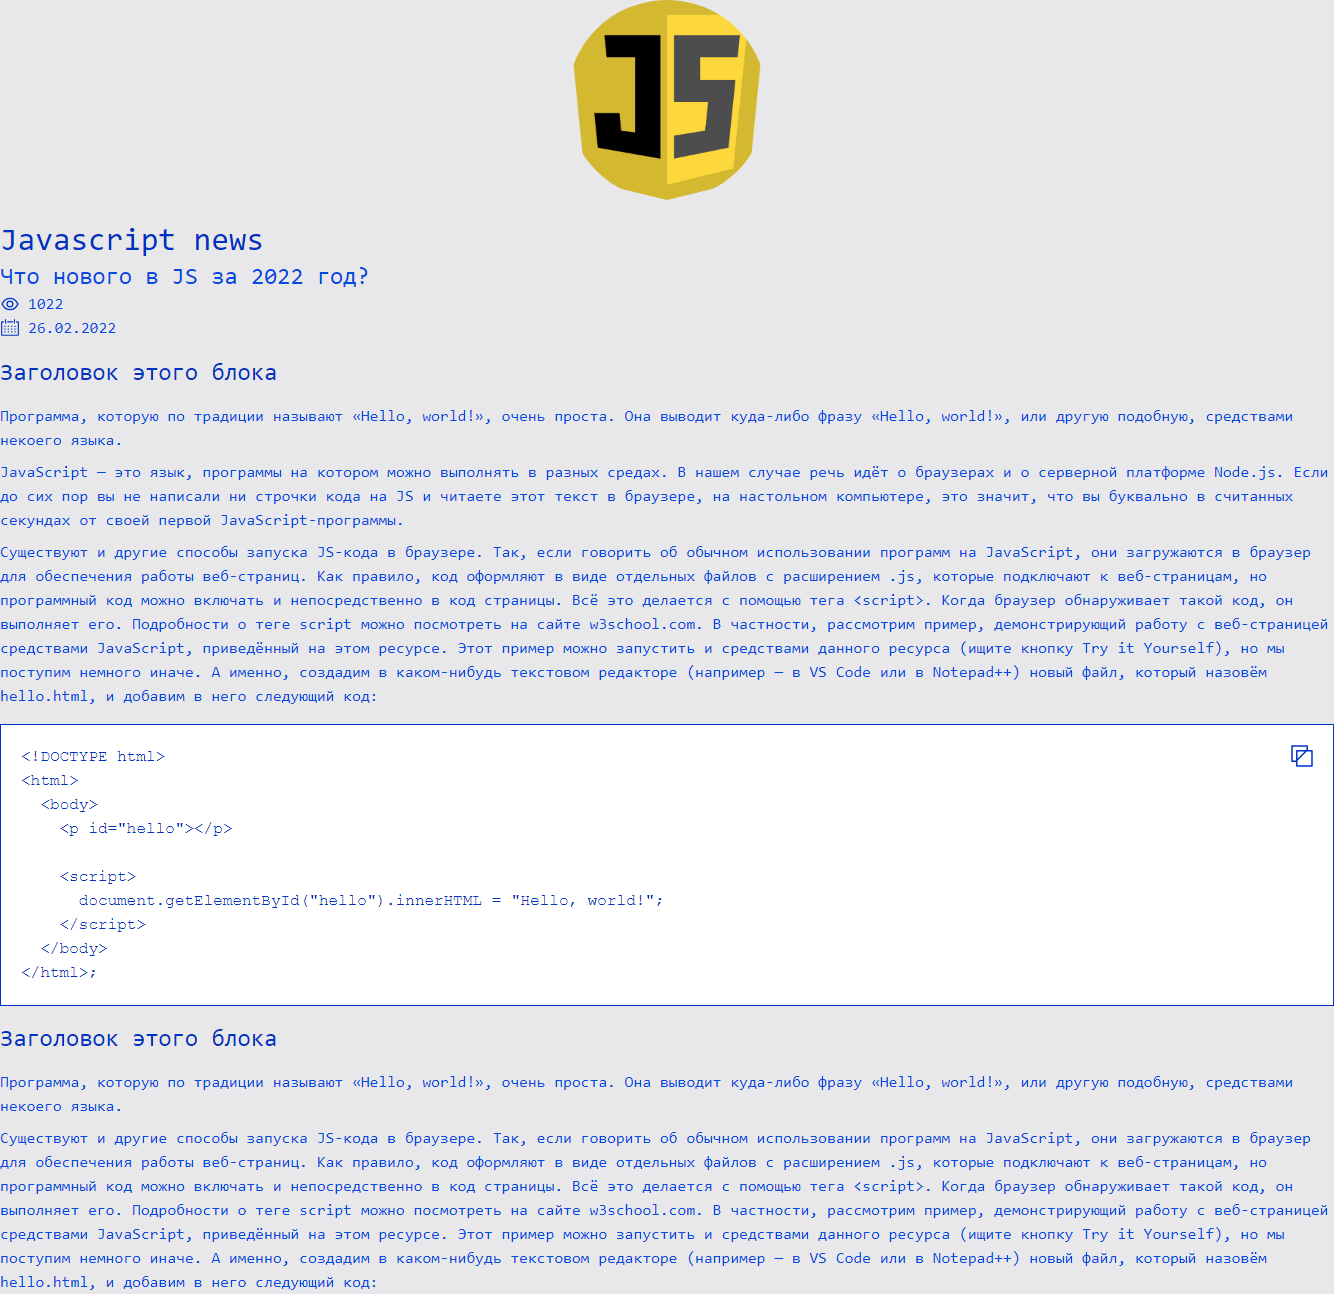 JS
Javascript news
Что нового в JS за 2022 год?
1022
26.02.2022
Заголовок этого блока
Программа, которую по традиции называют «Hello, world!», очень проста. Она выводит куда-либо фразу «Hello, world!», или другую подобную, средствами
некоего языка.
JavaScript — это язык, программы на котором можно выполнять в разных средах. В нашем случае речь идёт о браузерах и о серверной платформе Node.js. Если
до сих пор вы не написали ни строчки кода на JS и читаете этот текст в браузере, на настольном компьютере, это значит, что вы буквально в считанных
секундах от своей первой JavaScript-программы.
Существуют и другие способы запуска JS-кода в браузере. Так, если говорить об обычном использовании программ на JavaScript, они загружаются в браузер
для обеспечения работы веб-страниц. Как правило, код оформляют в виде отдельных файлов с расширением .js, которые подключают к веб-страницам, но
программный код можно включать и непосредственно в код страницы. Всё это делается с помощью тега <script>. Когда браузер обнаруживает такой код, он
выполняет его. Подробности о теге script можно посмотреть на сайте w3school.com. В частности, рассмотрим пример, демонстрирующий работу с веб-страницей
средствами JavaScript, приведённый на этом ресурсе. Этот пример можно запустить и средствами данного ресурса (ищите кнопку Try it Yourself), но мы
поступим немного иначе. А именно, создадим в каком-нибудь текстовом редакторе (например — в VS Code или в Notepad++) новый файл, который назовём
hello.html, и добавим в него следующий код:
<!DOCTYPE html>
<html>
  <body>
    <p id="hello"></p>
    <script>
      document.getElementById("hello").innerHTML = "Hello, world!";
    </script>
  </body>
</html>;
Заголовок этого блока
Программа, которую по традиции называют «Hello, world!», очень проста. Она выводит куда-либо фразу «Hello, world!», или другую подобную, средствами
некоего языка.
Существуют и другие способы запуска JS-кода в браузере. Так, если говорить об обычном использовании программ на JavaScript, они загружаются в браузер
для обеспечения работы веб-страниц. Как правило, код оформляют в виде отдельных файлов с расширением .js, которые подключают к веб-страницам, но
программный код можно включать и непосредственно в код страницы. Всё это делается с помощью тега <script>. Когда браузер обнаруживает такой код, он
выполняет его. Подробности о теге script можно посмотреть на сайте w3school.com. В частности, рассмотрим пример, демонстрирующий работу с веб-страницей
средствами JavaScript, приведённый на этом ресурсе. Этот пример можно запустить и средствами данного ресурса (ищите кнопку Try it Yourself), но мы
поступим немного иначе. А именно, создадим в каком-нибудь текстовом редакторе (например — в VS Code или в Notepad++) новый файл, который назовём
hello.html, и добавим в него следующий код: